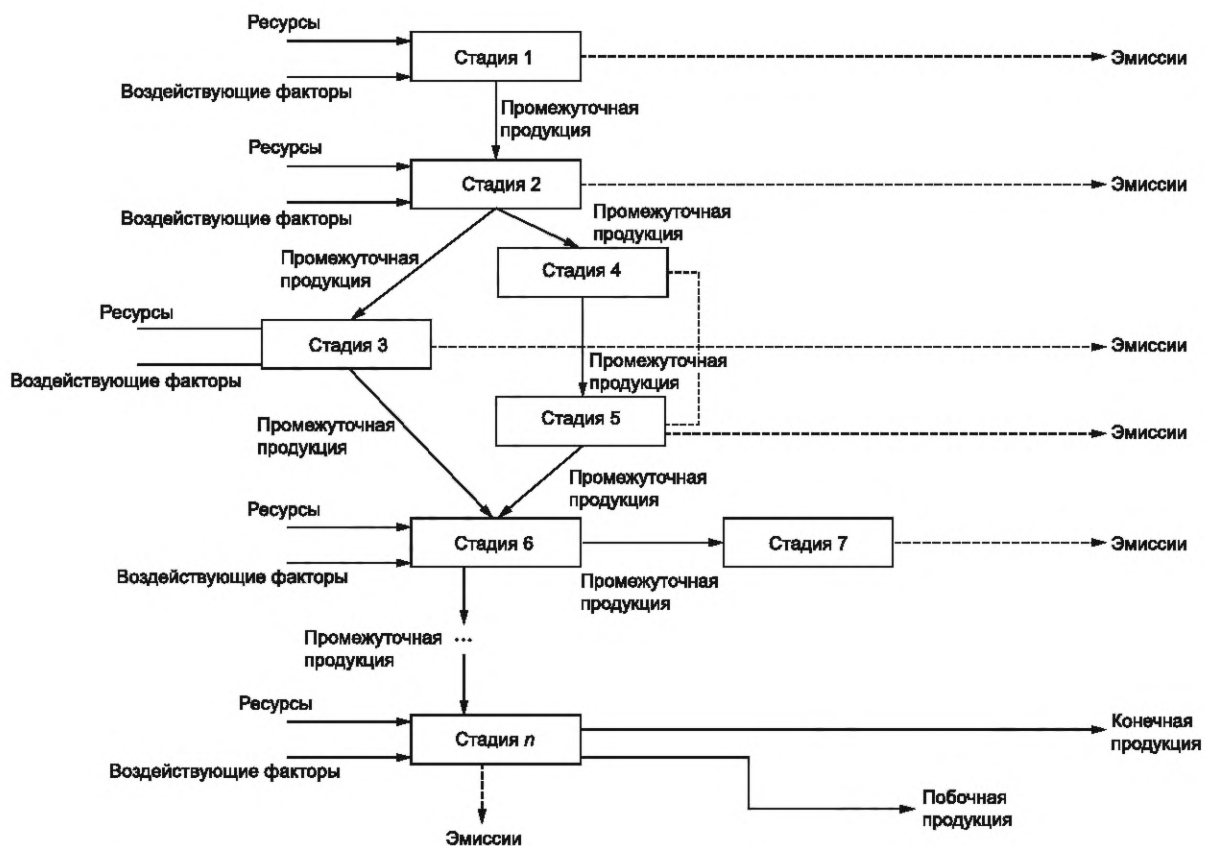 Ресурсы
Стадия 1
Эмиссии
Воздействующие факторы
Промежуточная
продукция
Ресурсы
Стадия 2
Эмиссии
Воздействующие факторы
Промежуточная
продукция
Промежуточная
продукция
Стадия 4
Ресурсы
Стадия 3
Эмиссии
Воздействующие факторы
Промежуточная
продукция
Промежуточная
продукция
Стадия 5
Эмиссии
Промежуточная
продукция
Ресурсы
Стадия 6
Стадия 7
Эмиссии
Воздействующие факторы
Промежуточная
продукция
Промежуточная ...
продукция
Ресурсы
Стадия n
Конечная
продукция
Воздействующие факторы
Побочная
продукция
Эмиссии